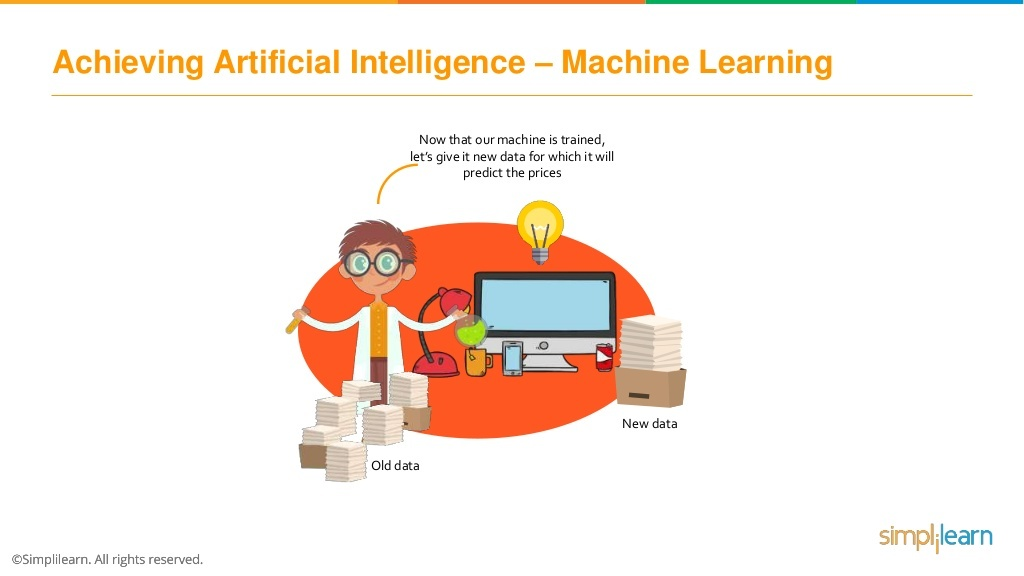 Achieving Artificial Intelligence – Machine Learning
Now that our machine is trained,
let's give it new data for which it will
predict the prices
New data
Old data
simplilearn
©Simplilearn. All rights reserved.